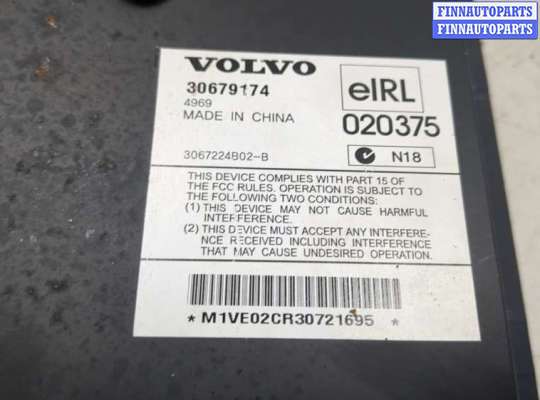 FINNAUTOPARTS
FINNAUTOPARTS
VOLVO
30679174
4969
MADE IN CHINA
eIRL
020375
3067224B02-B
N18
THIS DEVICE COMPLIES WITH PART 15 OF
THE FCC RULES. OPERATION IS SUBJECT TO
THE FOLLOWING TWO CONDITIONS:
(1) THIS DEVICE MAY NOT CAUSE HARMFUL
INTERFERENCE.
(2) THIS DEVICE MUST ACCEPT ANY INTERFERE-
NCE RECEIVED INCLUDING INTERFERENCE
THAT MAY CAUSE UNDESIRED OPERATION.
* M1VE02CR30721695 *